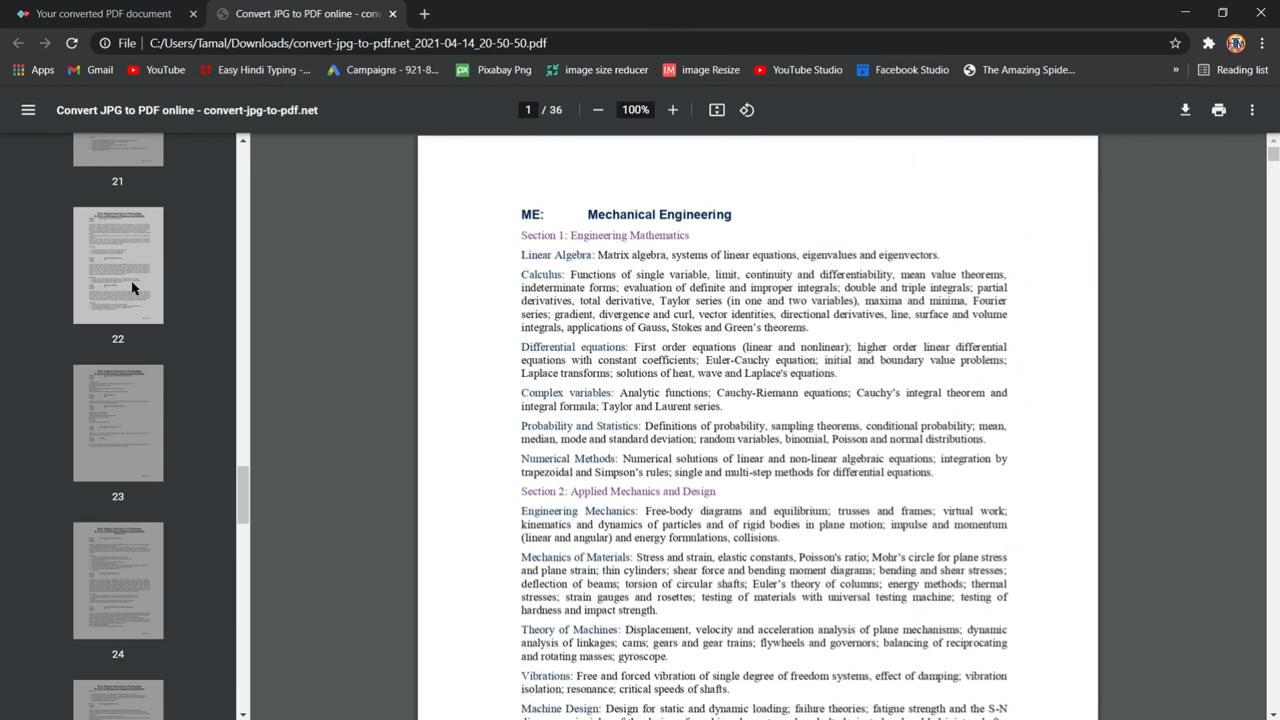 Your converted PDF document
Convert JPG to PDF online - con
File
C:/Users/Tamal/Downloads/convert-jpg-to-pdf.net_2021-04-14_20-50-50.pdf
Apps
Gmail
YouTube
Easy Hindi Typing -...
Campaigns - 921-8...
Pixabay Png
image size reducer
image Resize
YouTube Studio
Facebook Studio
The Amazing Spide...
»
Reading list
Convert JPG to PDF online - convert-jpg-to-pdf.net
1 / 36
100%
21
22
23
24
ME: Mechanical Engineering
Section 1: Engineering Mathematics
Linear Algebra: Matrix algebra, systems of linear equations, eigenvalues and eigenvectors.
Calculus: Functions of single variable, limit, continuity and differentiability, mean value theorems,
indeterminate forms; evaluation of definite and improper integrals; double and triple integrals; partial
derivatives, total derivative, Taylor series (in one and two variables), maxima and minima, Fourier
series; gradient, divergence and curl, vector identities, directional derivatives, line, surface and volume
integrals, applications of Gauss, Stokes and Green's theorems.
Differential equations: First order equations (linear and nonlinear); higher order linear differential
equations with constant coefficients; Euler-Cauchy equation; initial and boundary value problems;
Laplace transforms; solutions of heat, wave and Laplace's equations.
Complex variables: Analytic functions; Cauchy-Riemann equations; Cauchy's integral theorem and
integral formula; Taylor and Laurent series.
Probability and Statistics: Definitions of probability, sampling theorems, conditional probability; mean,
median, mode and standard deviation; random variables, binomial, Poisson and normal distributions.
Numerical Methods: Numerical solutions of linear and non-linear algebraic equations; integration by
trapezoidal and Simpson's rules; single and multi-step methods for differential equations.
Section 2: Applied Mechanics and Design
Engineering Mechanics: Free-body diagrams and equilibrium; trusses and frames; virtual work;
kinematics and dynamics of particles and of rigid bodies in plane motion; impulse and momentum
(linear and angular) and energy formulations, collisions.
Mechanics of Materials: Stress and strain, elastic constants, Poisson's ratio; Mohr's circle for plane stress
and plane strain; thin cylinders; shear force and bending moment diagrams; bending and shear stresses;
deflection of beams; torsion of circular shafts; Euler's theory of columns; energy methods; thermal
stresses; strain gauges and rosettes; testing of materials with universal testing machine; testing of
hardness and impact strength.
Theory of Machines: Displacement, velocity and acceleration analysis of plane mechanisms; dynamic
analysis of linkages; cams; gears and gear trains; flywheels and governors; balancing of reciprocating
and rotating masses; gyroscope.
Vibrations: Free and forced vibration of single degree of freedom systems, effect of damping; vibration
isolation; resonance; critical speeds of shafts.
Machine Design: Design for static and dynamic loading; failure theories; fatigue strength and the S-N